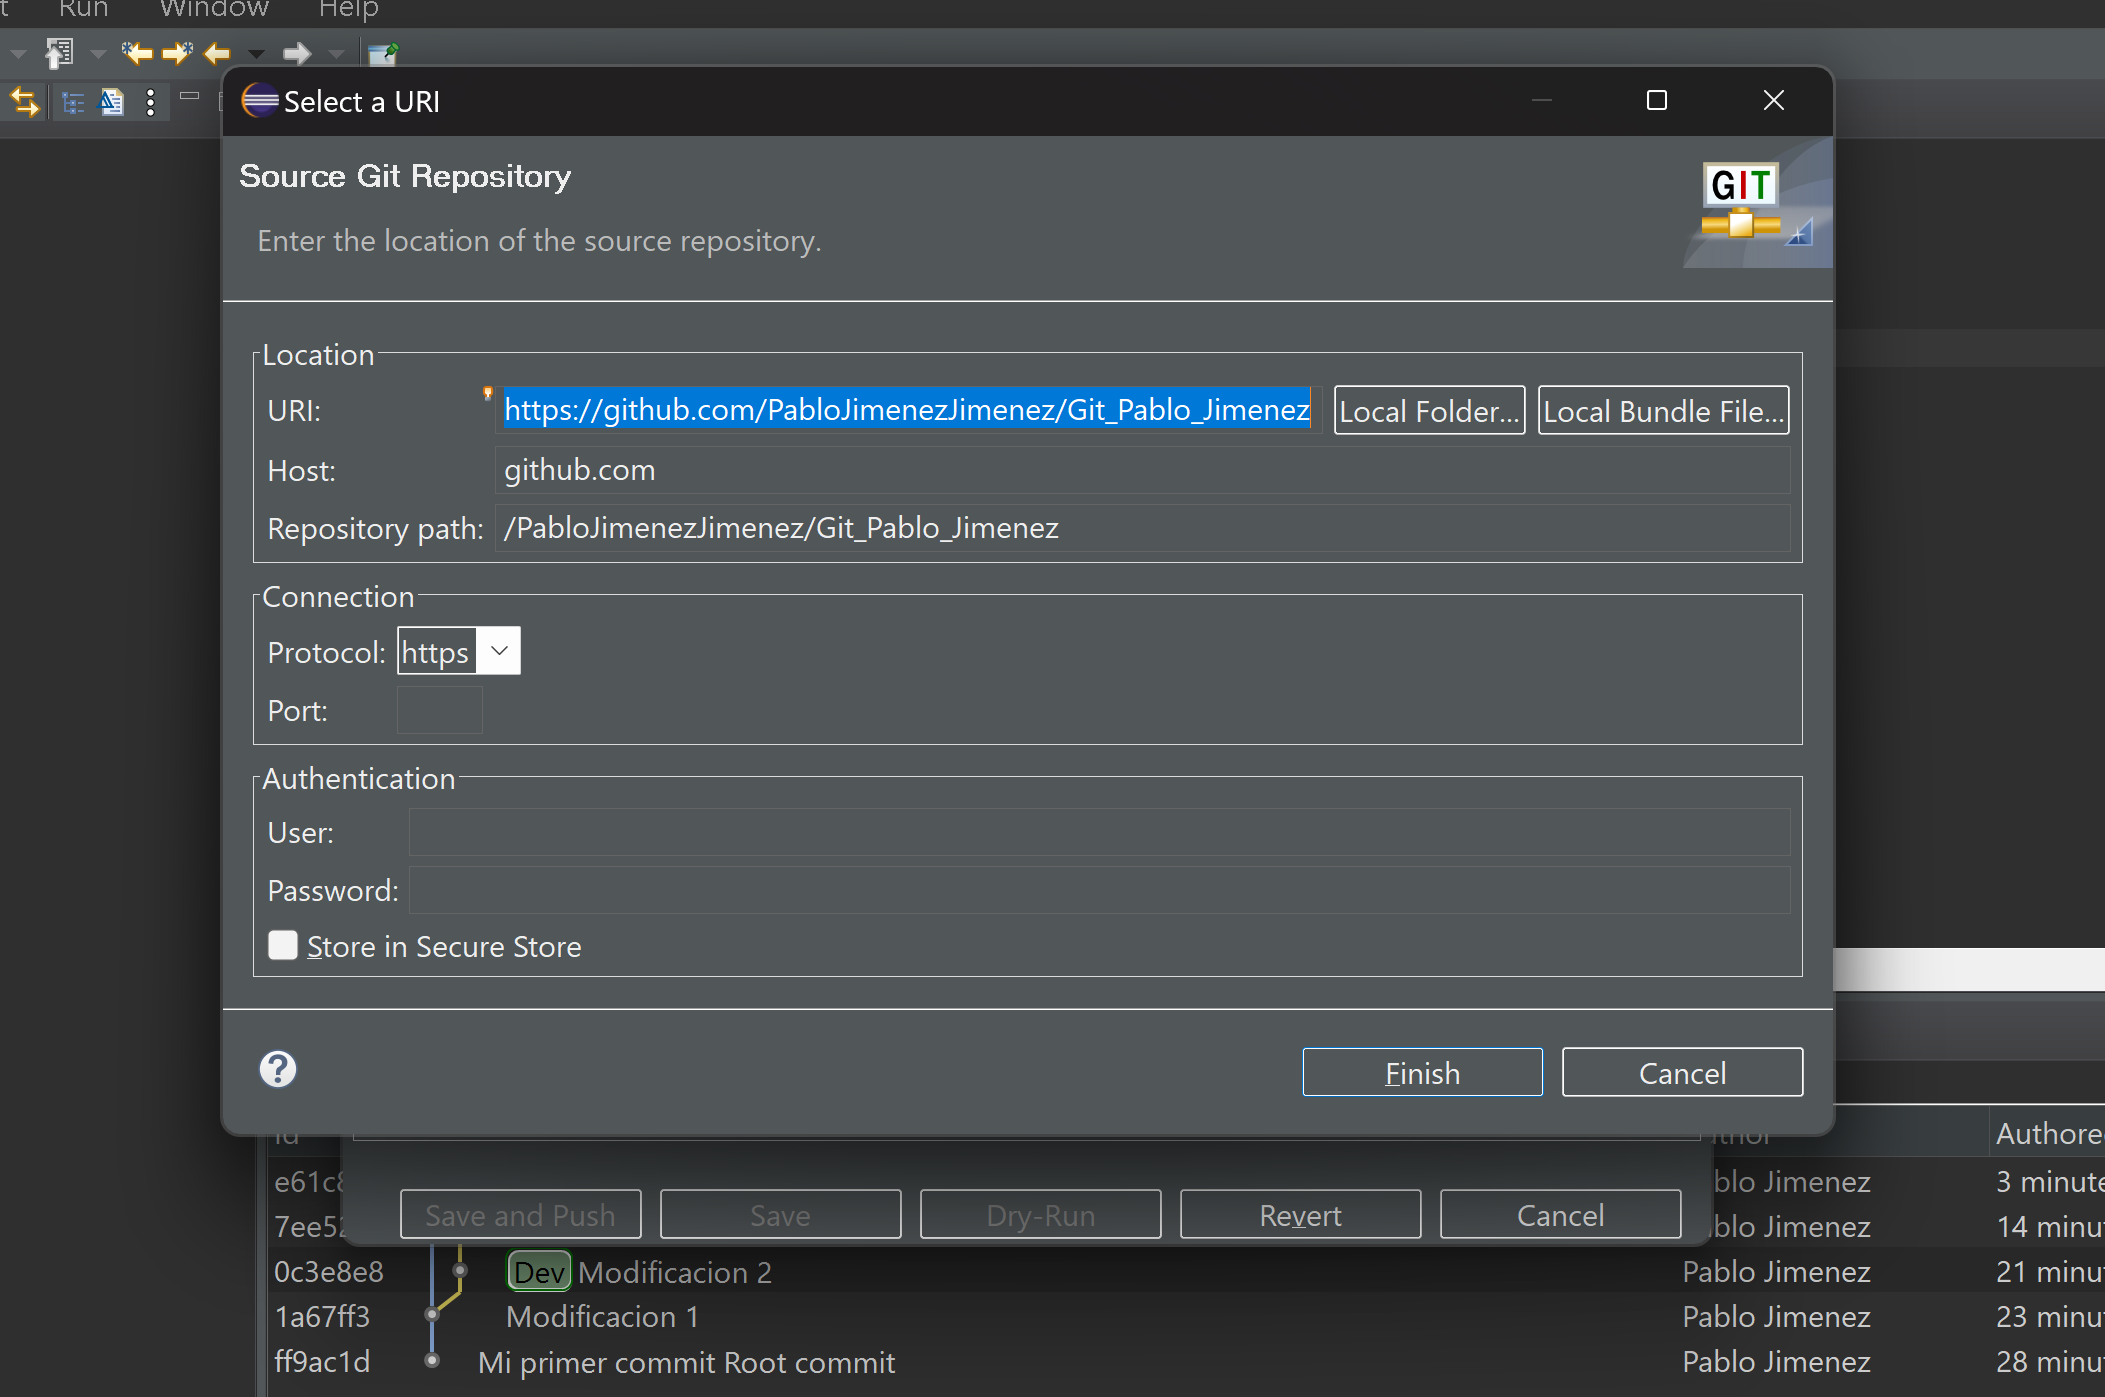 Run Window Help
Select a URI
Source Git Repository
GIT
Enter the location of the source repository.
Location
URI: https://github.com/PabloJimenezJimenez/Git_Pablo_Jimenez Local Folder... Local Bundle File...
Host: github.com
Repository path: /PabloJimenezJimenez/Git_Pablo_Jimenez
Connection
Protocol: https
Port:
Authentication
User:
Password:
Store in Secure Store
Finish Cancel
Authore
e61c8 blo Jimenez 3 minute
7ee52 blo Jimenez 14 minu
Save and Push Save Dry-Run Revert Cancel
0c3e8e8 Dev Modificacion 2 Pablo Jimenez 21 minu
1a67ff3 Modificacion 1 Pablo Jimenez 23 minu
ff9ac1d Mi primer commit Root commit Pablo Jimenez 28 minu